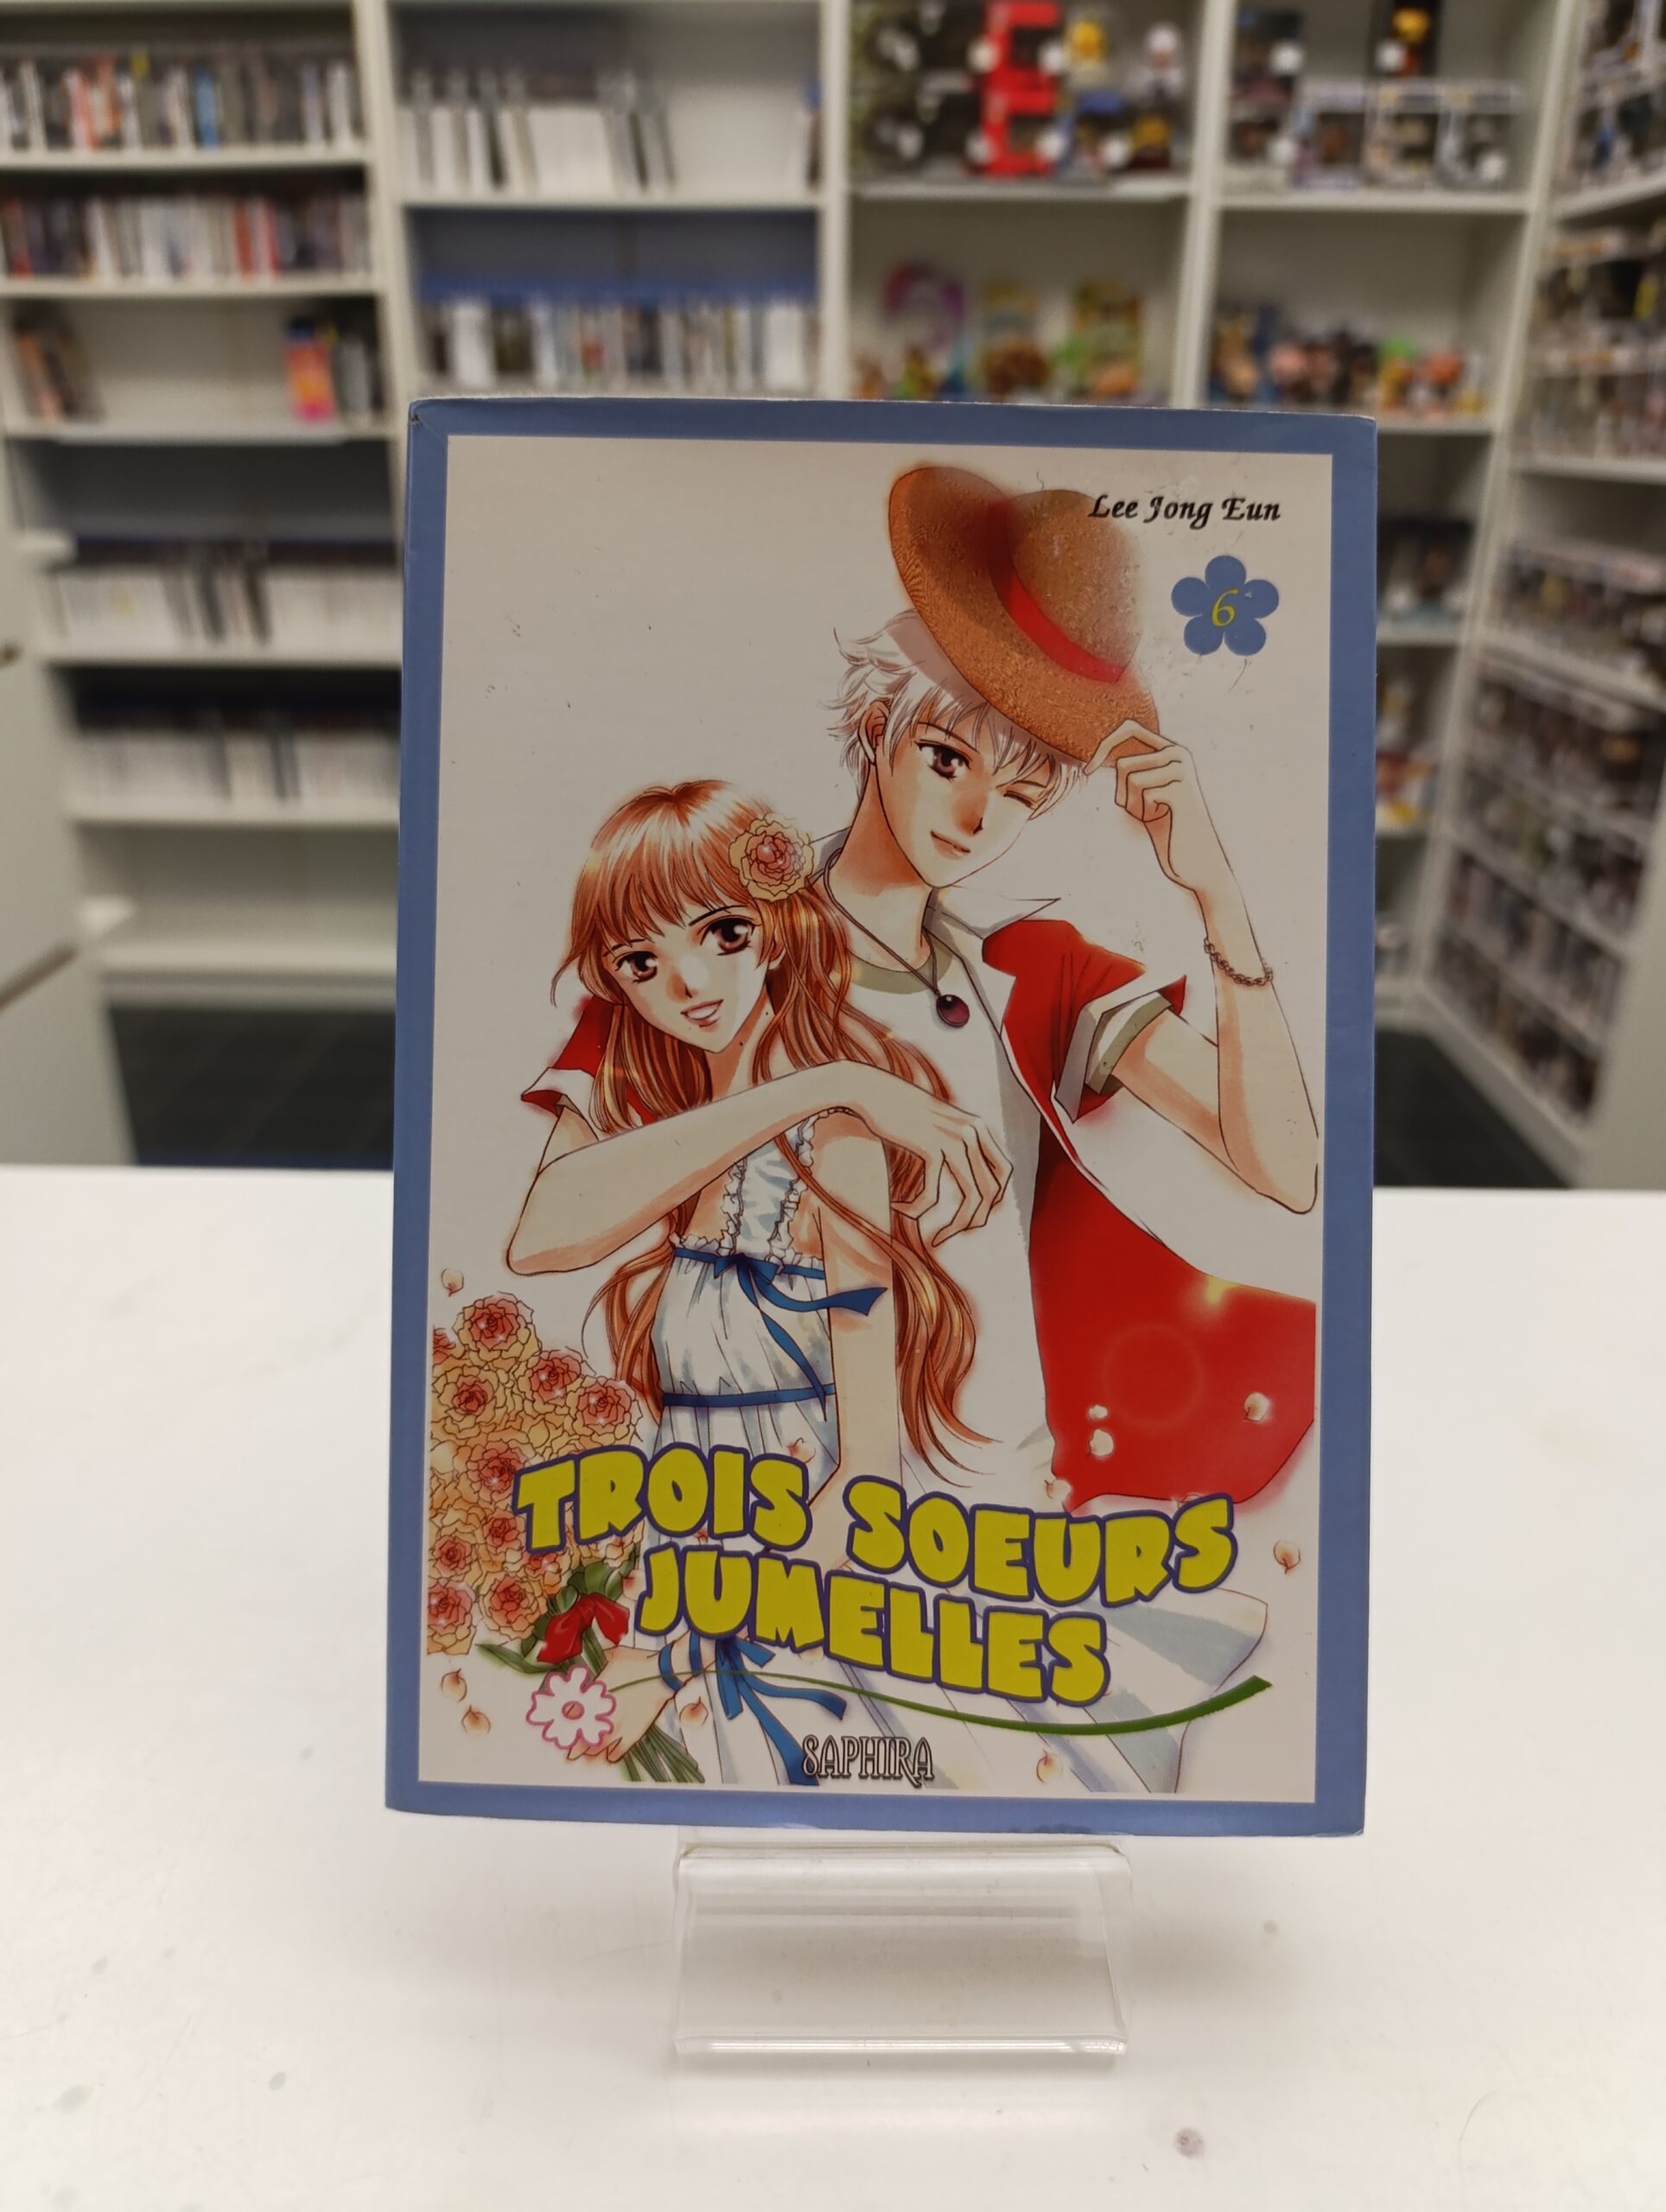 Lee Jong Eun
6
TROIS SOEURS
JUMELLES
SAPHIRA